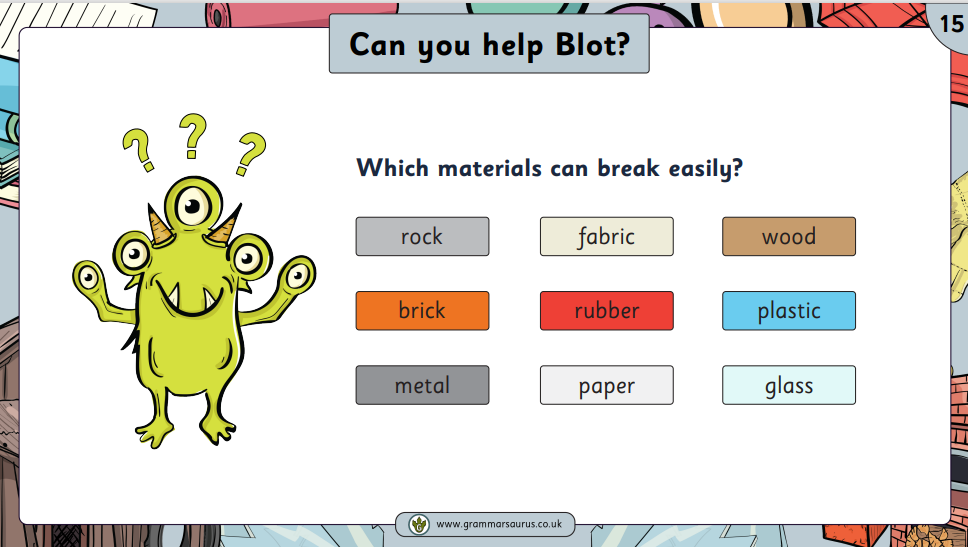 15
Can you help Blot?
? ? ?
Which materials can break easily?
rock fabric wood
brick rubber plastic
metal paper glass
www.grammarsaurus.co.uk